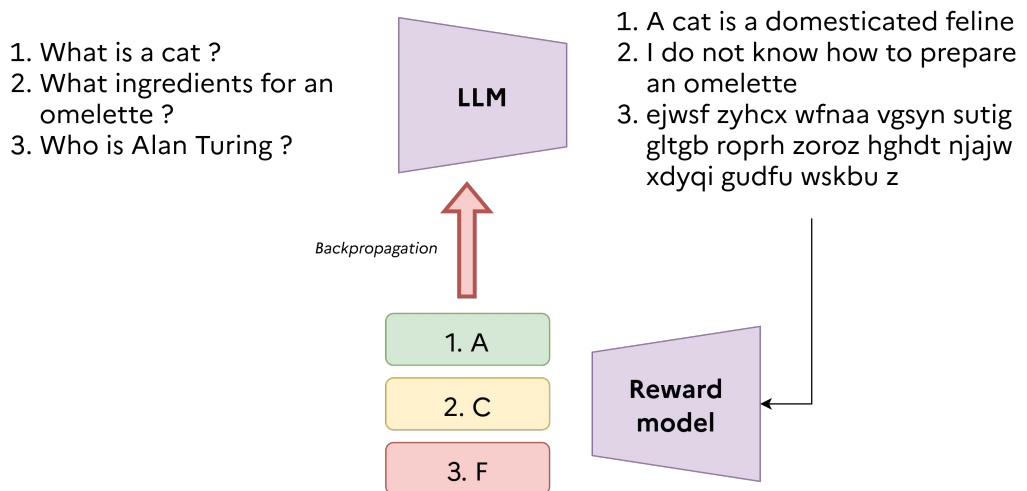 1. What is a cat ?
2. What ingredients for an
omelette ?
3. Who is Alan Turing ?
LLM
1. A cat is a domesticated feline
2. I do not know how to prepare
an omelette
3. ejwsf zyhcx wfnaa vgsyn sutig
gltgb roprh zoroz hghdt njajw
xdyqi gudfu wskbu z
Backpropagation
1. A
2. C
3. F
Reward
model